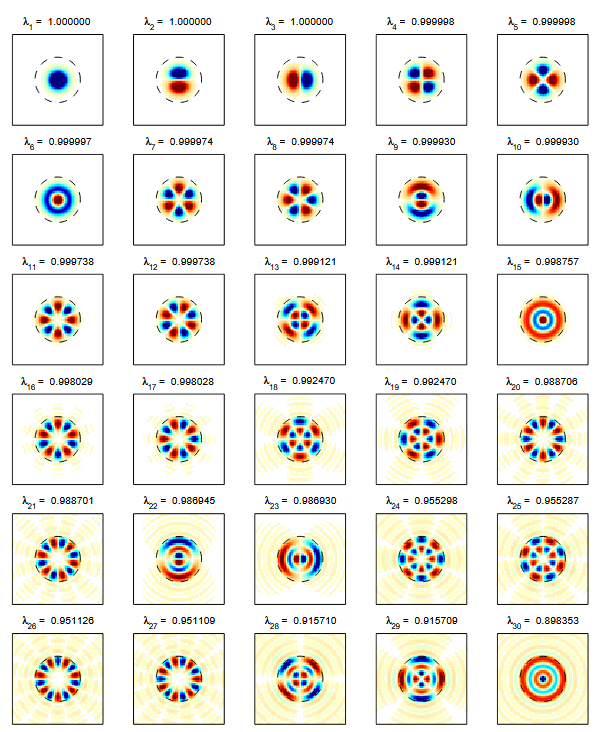 λ1 = 1.000000 λ2 = 1.000000 λ3 = 1.000000 λ4 = 0.999998 λ5 = 0.999998
λ6 = 0.999997 λ7 = 0.999974 λ8 = 0.999974 λ9 = 0.999930 λ10 = 0.999930
λ11 = 0.999738 λ12 = 0.999738 λ13 = 0.999121 λ14 = 0.999121 λ15 = 0.998757
λ16 = 0.998029 λ17 = 0.998028 λ18 = 0.992470 λ19 = 0.992470 λ20 = 0.988706
λ21 = 0.988701 λ22 = 0.986945 λ23 = 0.986930 λ24 = 0.955298 λ25 = 0.955287
λ26 = 0.951126 λ27 = 0.951109 λ28 = 0.915710 λ29 = 0.915709 λ30 = 0.898353